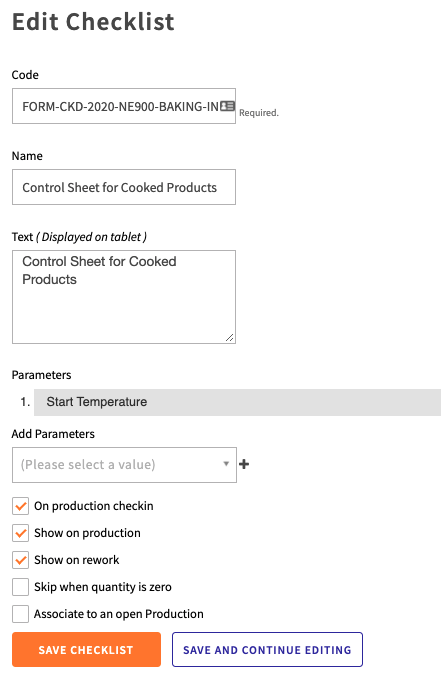 Edit Checklist
Code
FORM-CKD-2020-NE900-BAKING-IN
Required.
Name
Control Sheet for Cooked Products
Text ( Displayed on tablet )
Control Sheet for Cooked
Products
Parameters
1. Start Temperature
Add Parameters
(Please select a value)
On production checkin
Show on production
Show on rework
Skip when quantity is zero
Associate to an open Production
SAVE CHECKLIST
SAVE AND CONTINUE EDITING